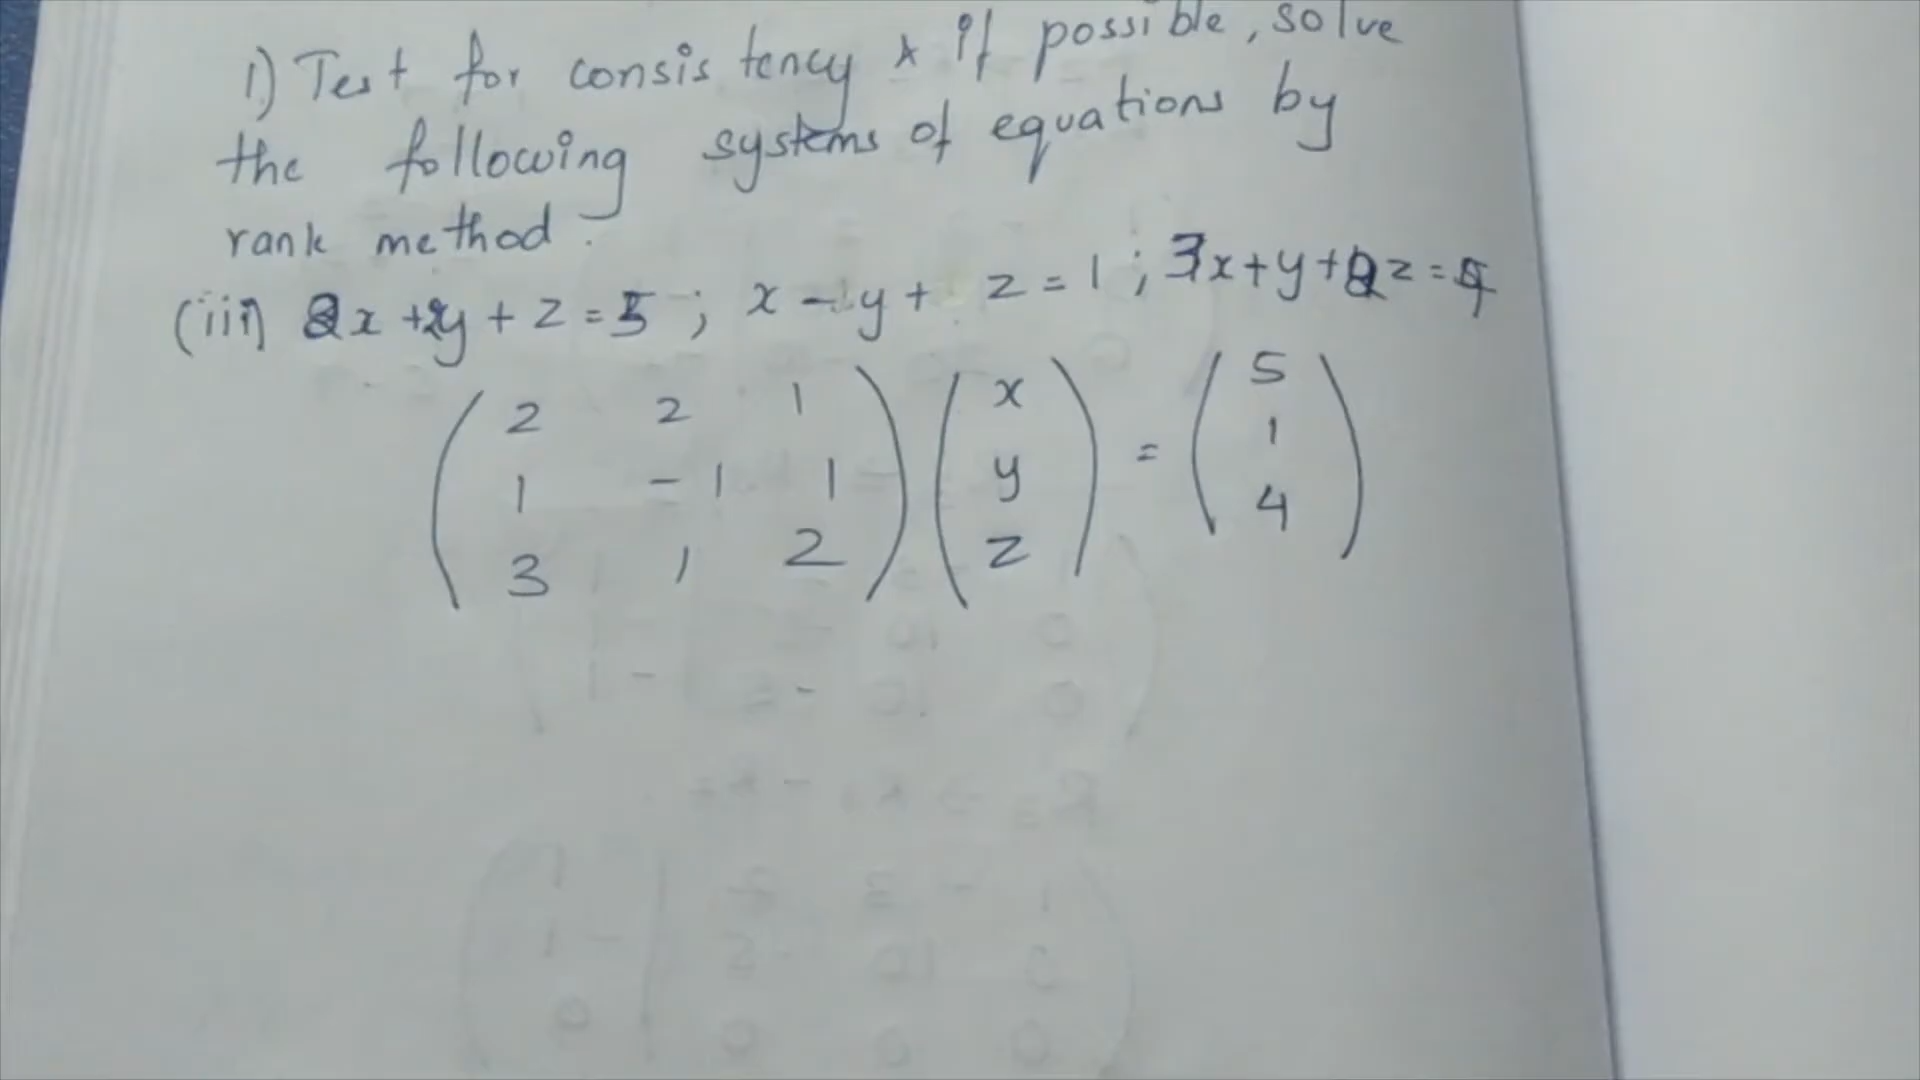 1) Test for consistency & if possible, solve
the following systems of equations by
rank method.
(iii) 2x + 2y + z = 5 ; x - y + z = 1 ; 3x + y + 2z = 4
2 2 1 x 5
1 -1 1 y = 1
3 1 2 z 4